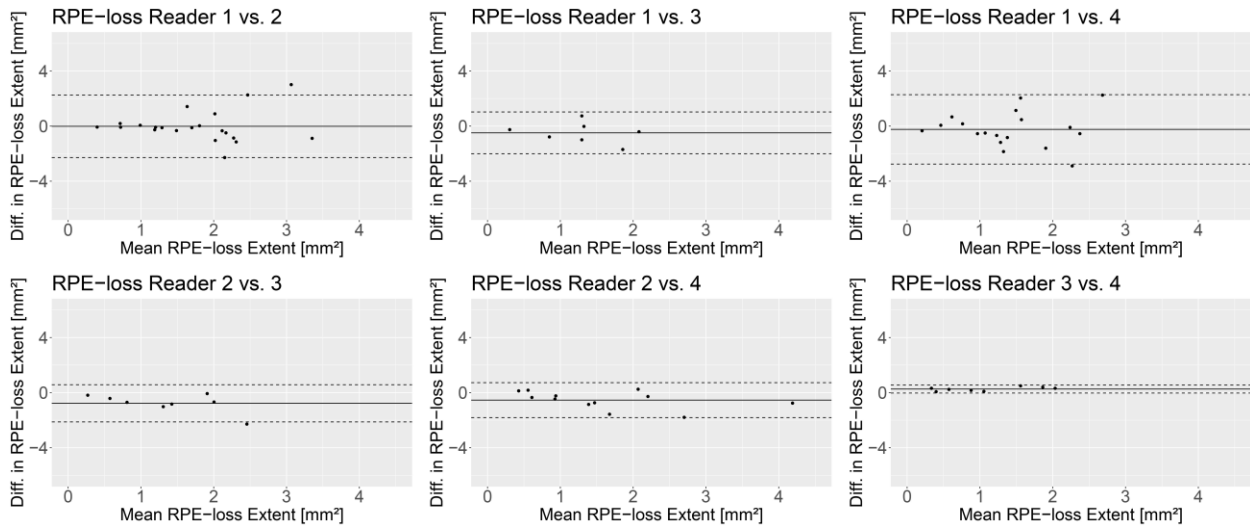 RPE−loss Reader 1 vs. 2
Diff. in RPE−loss Extent [mm²]
4
0
−4
0 1 2 3 4
Mean RPE−loss Extent [mm²]
RPE−loss Reader 1 vs. 3
Diff. in RPE−loss Extent [mm²]
4
0
−4
0 1 2 3 4
Mean RPE−loss Extent [mm²]
RPE−loss Reader 1 vs. 4
Diff. in RPE−loss Extent [mm²]
4
0
−4
0 1 2 3 4
Mean RPE−loss Extent [mm²]
RPE−loss Reader 2 vs. 3
Diff. in RPE−loss Extent [mm²]
4
0
−4
0 1 2 3 4
Mean RPE−loss Extent [mm²]
RPE−loss Reader 2 vs. 4
Diff. in RPE−loss Extent [mm²]
4
0
−4
0 1 2 3 4
Mean RPE−loss Extent [mm²]
RPE−loss Reader 3 vs. 4
Diff. in RPE−loss Extent [mm²]
4
0
−4
0 1 2 3 4
Mean RPE−loss Extent [mm²]